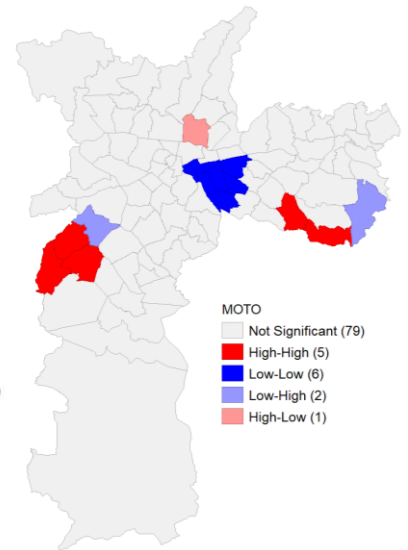 MOTO
Not Significant (79)
High-High (5)
Low-Low (6)
Low-High (2)
High-Low (1)